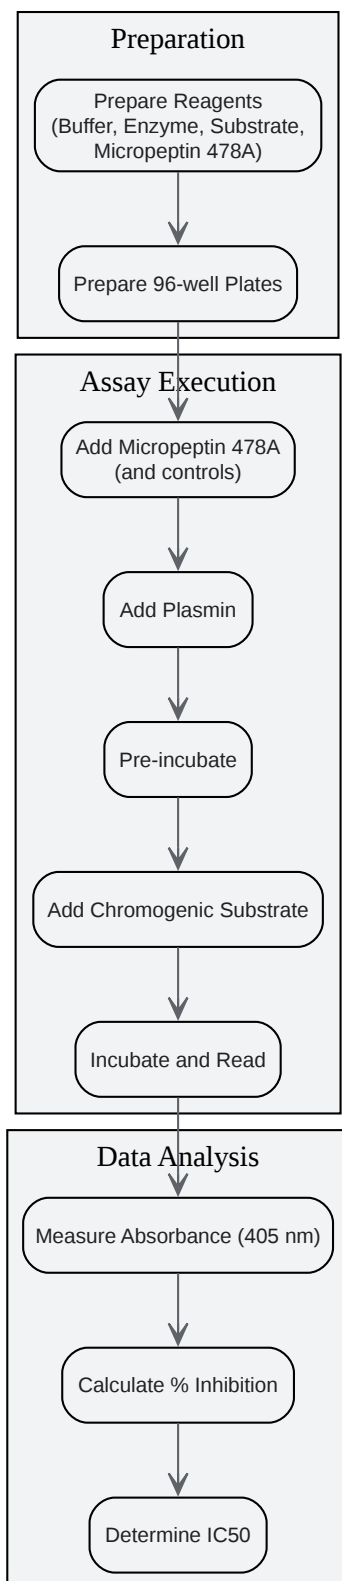 Preparation
Prepare Reagents
(Buffer, Enzyme, Substrate,
Micropeptin 478A)
Prepare 96-well Plates
Assay Execution
Add Micropeptin 478A
(and controls)
Add Plasmin
Pre-incubate
Add Chromogenic Substrate
Incubate and Read
Data Analysis
Measure Absorbance (405 nm)
Calculate % Inhibition
Determine IC50